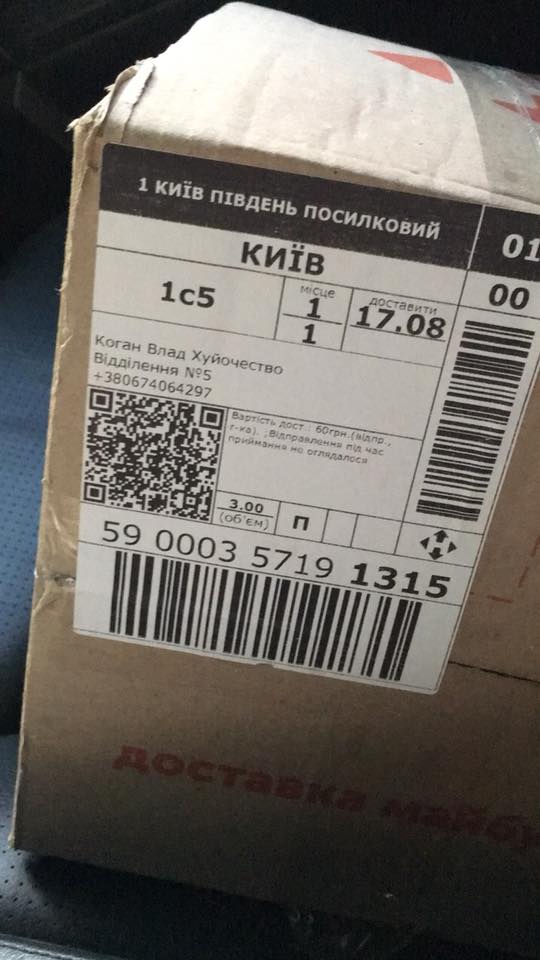 1 КИЇВ ПІВДЕНЬ ПОСИЛКОВИЙ
01
КИЇВ
00
1с5
місце
1
1
доставити
17.08
Коган Влад Хуйочество
Відділення №5
+380674064297
Вартість дост.: 60грн.(відпр.,
г-ка). ;Відправлення під час
приймання не оглядалося
3.00
(об'єм)
П
59 0003 5719 1315
доставка майбу